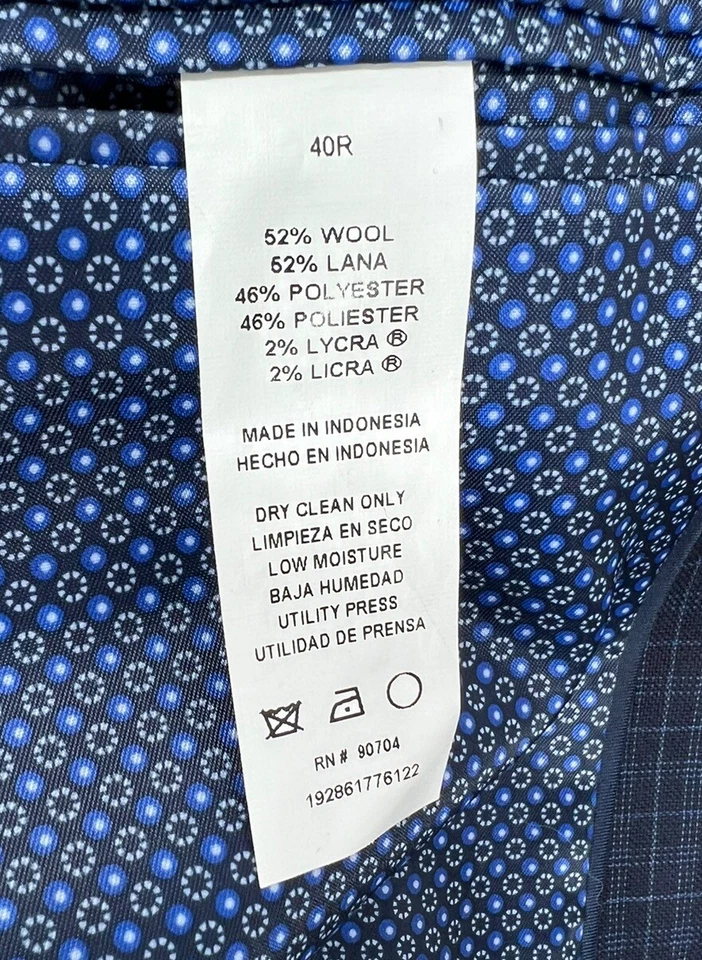 40R
52% WOOL
52% LANA
46% POLYESTER
46% POLIESTER
2% LYCRA ®
2% LICRA ®
MADE IN INDONESIA
HECHO EN INDONESIA
DRY CLEAN ONLY
LIMPIEZA EN SECO
LOW MOISTURE
BAJA HUMEDAD
UTILITY PRESS
UTILIDAD DE PRENSA
RN # 90704
192861776122